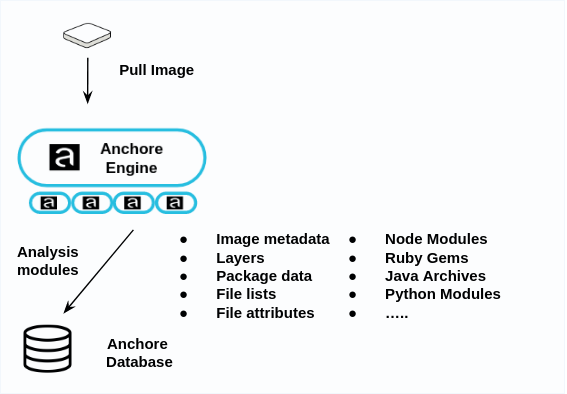 Pull Image
a Anchore
Engine
a a a a
Analysis
modules
● Image metadata
● Layers
● Package data
● File lists
● File attributes
● Node Modules
● Ruby Gems
● Java Archives
● Python Modules
● .....
Anchore
Database